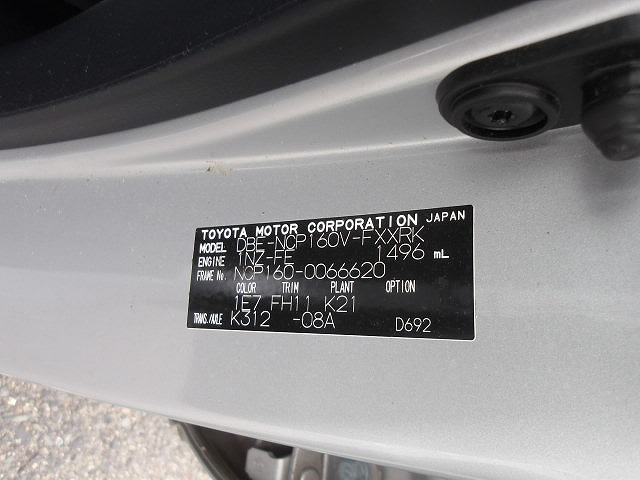 TOYOTA MOTOR CORPORATION JAPAN
MODEL DBE-NCP160V-FXXRK
ENGINE 1NZ-FE 1496 mL
FRAME No. NCP160-0066620
COLOR TRIM PLANT OPTION
1E7 FH11 K21
TRANS./AXLE K312 -08A D692